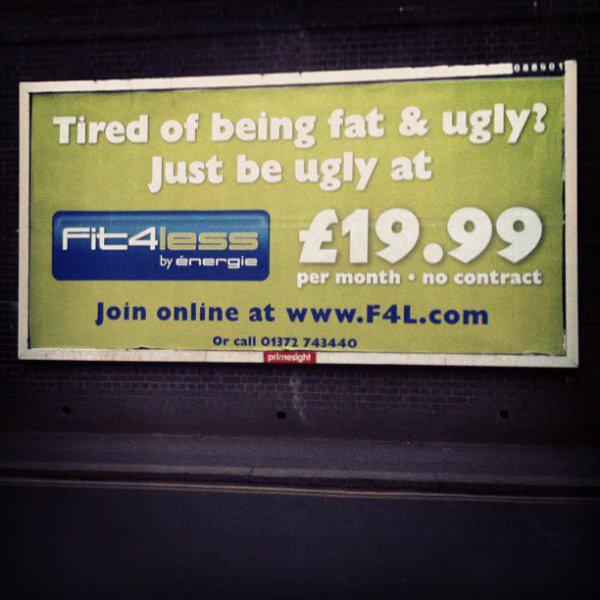 088901
Tired of being fat & ugly?
Just be ugly at
Fit4less
by énergie
£19.99
per month • no contract
Join online at www.F4L.com
Or call 01372 743440
primesight